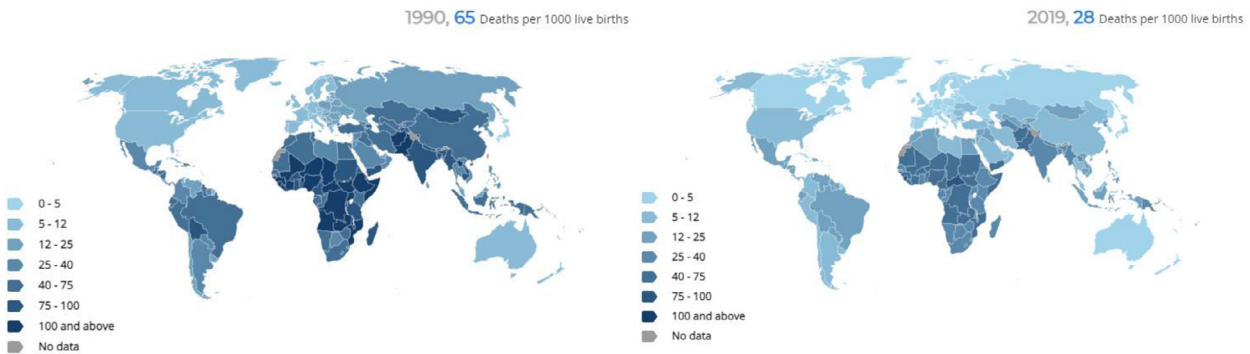 1990, 65 Deaths per 1000 live births
0 - 5
5 - 12
12 - 25
25 - 40
40 - 75
75 - 100
100 and above
No data
2019, 28 Deaths per 1000 live births
0 - 5
5 - 12
12 - 25
25 - 40
40 - 75
75 - 100
100 and above
No data